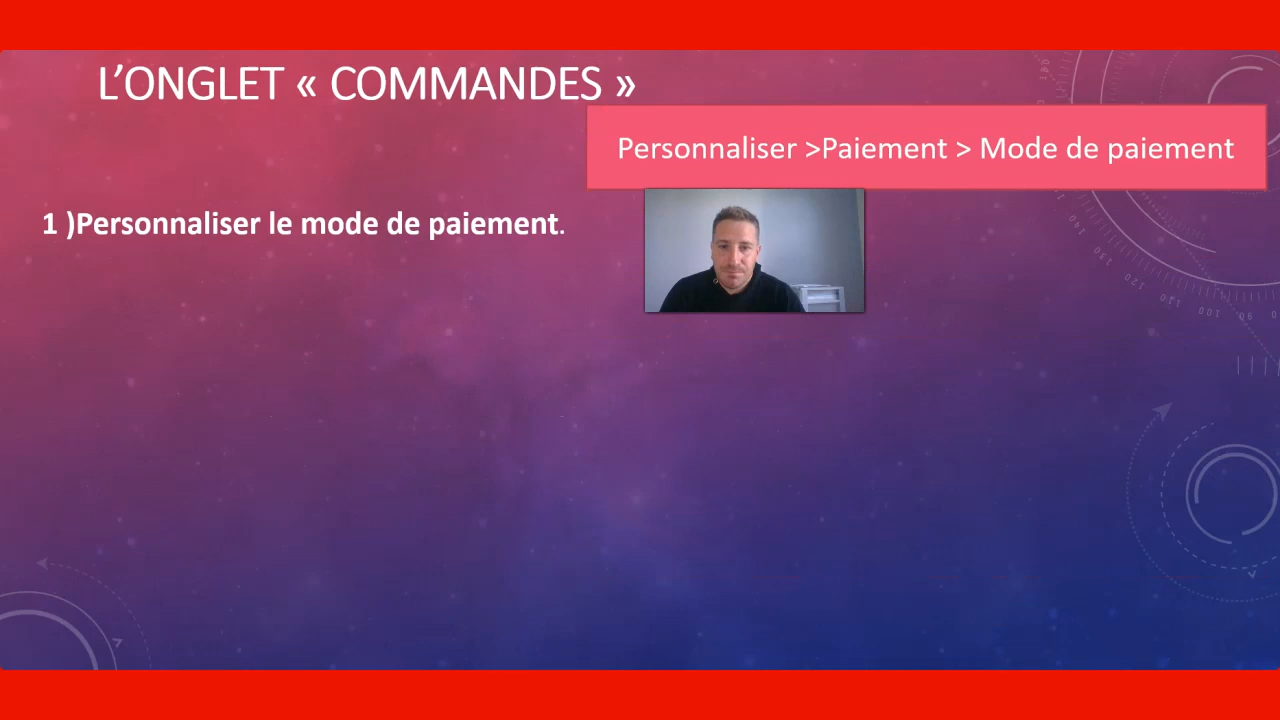 L’ONGLET « COMMANDES »
Personnaliser >Paiement > Mode de paiement
1 )Personnaliser le mode de paiement.